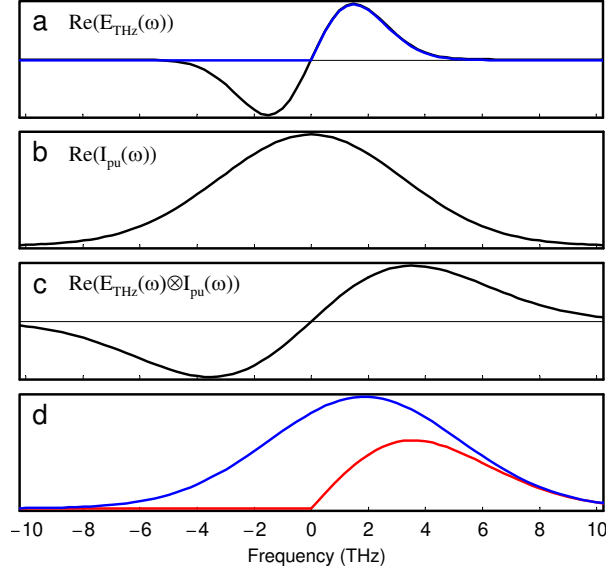 a Re(E_THz(ω))
b Re(I_pu(ω))
c Re(E_THz(ω)⊗I_pu(ω))
d
−10 −8 −6 −4 −2 0 2 4 6 8 10
Frequency (THz)